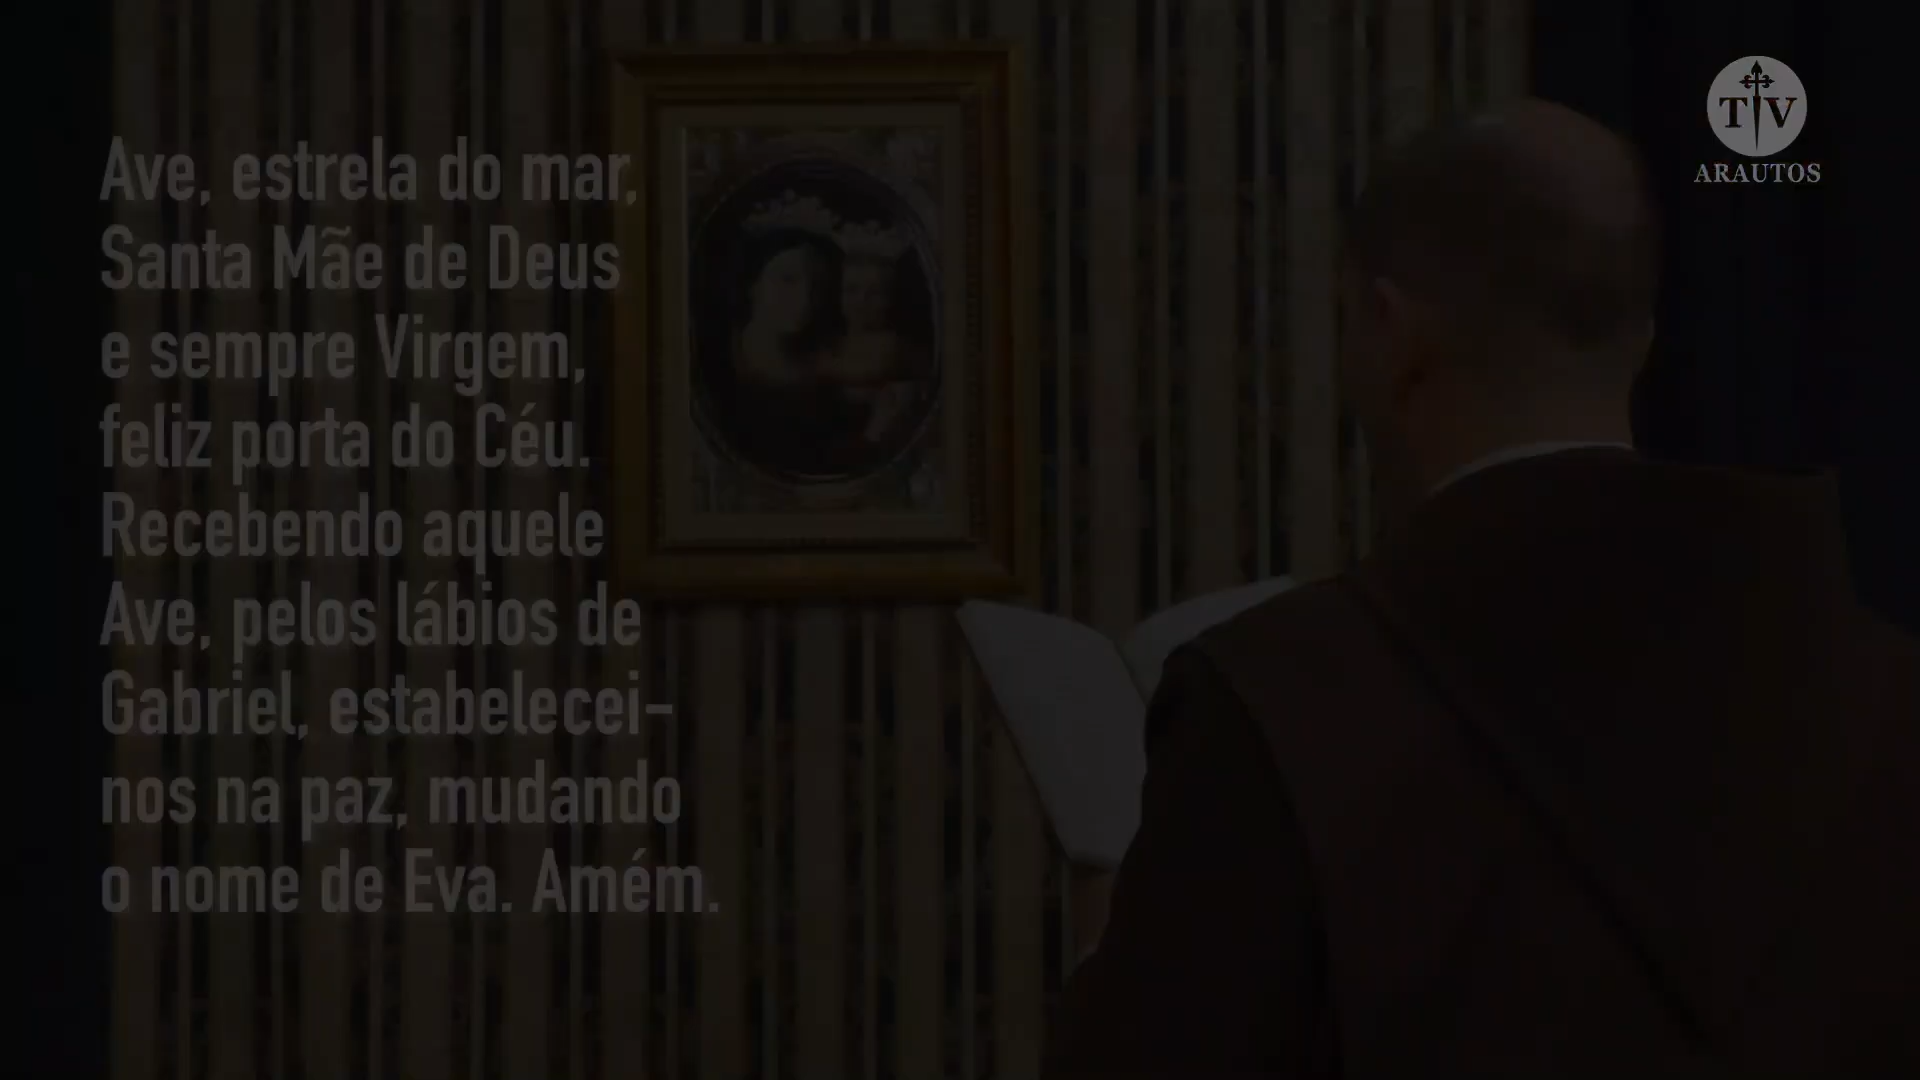 Ave, estrela do mar,
Santa Mãe de Deus
e sempre Virgem,
feliz porta do Céu.
Recebendo aquele
Ave, pelos lábios de
Gabriel, estabelecei-
nos na paz, mudando
o nome de Eva. Amém.
TV
ARAUTOS